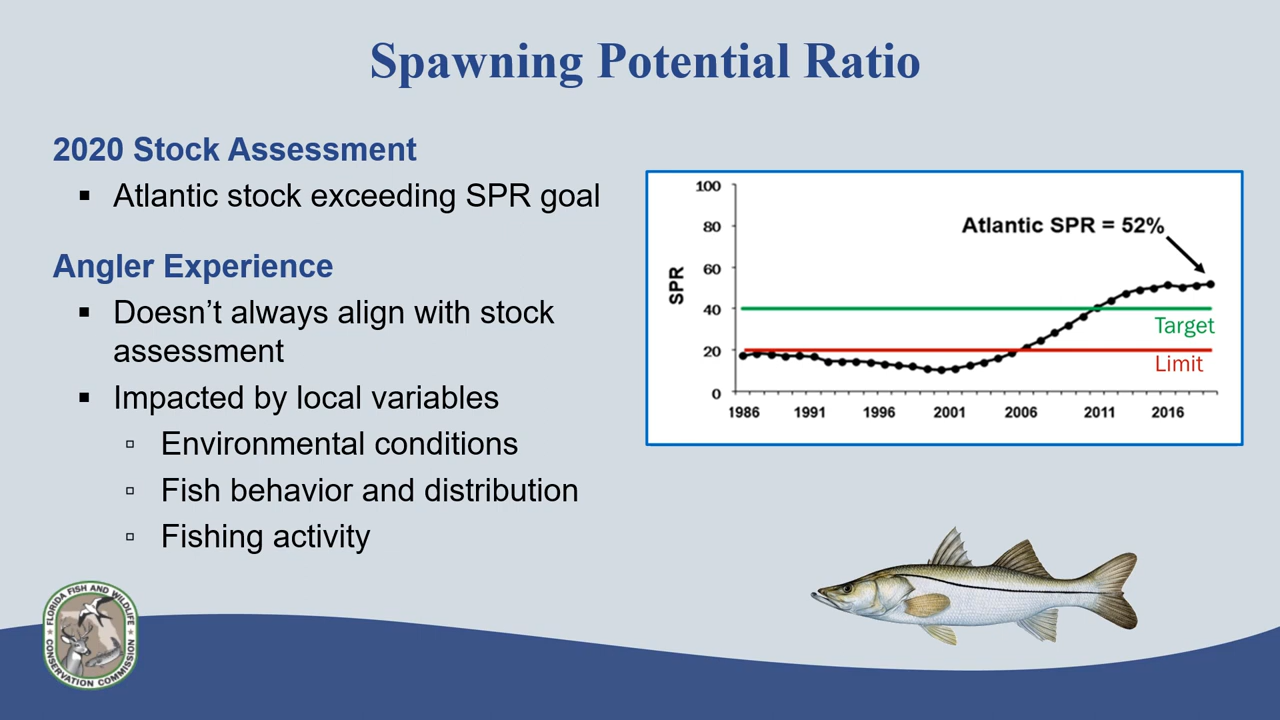 Spawning Potential Ratio
2020 Stock Assessment
▪ Atlantic stock exceeding SPR goal
Angler Experience
▪ Doesn’t always align with stock
assessment
▪ Impacted by local variables
▫ Environmental conditions
▫ Fish behavior and distribution
▫ Fishing activity
100
80
60
40
20
0
SPR
Atlantic SPR = 52%
Target
Limit
1986 1991 1996 2001 2006 2011 2016
FLORIDA FISH AND WILDLIFE
CONSERVATION COMMISSION